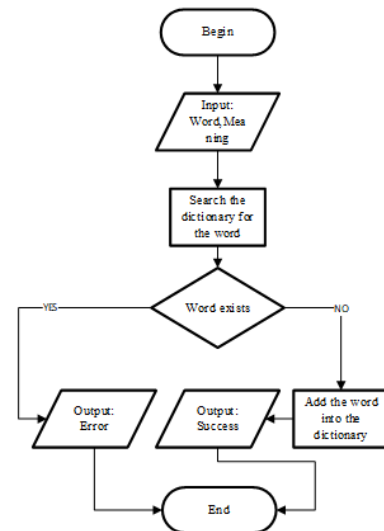 Begin
Input:
Word,Mea
ning
Search the
dictionary for
the word
Word exists
YES
NO
Output:
Error
Output:
Success
Add the word
into the
dictionary
End